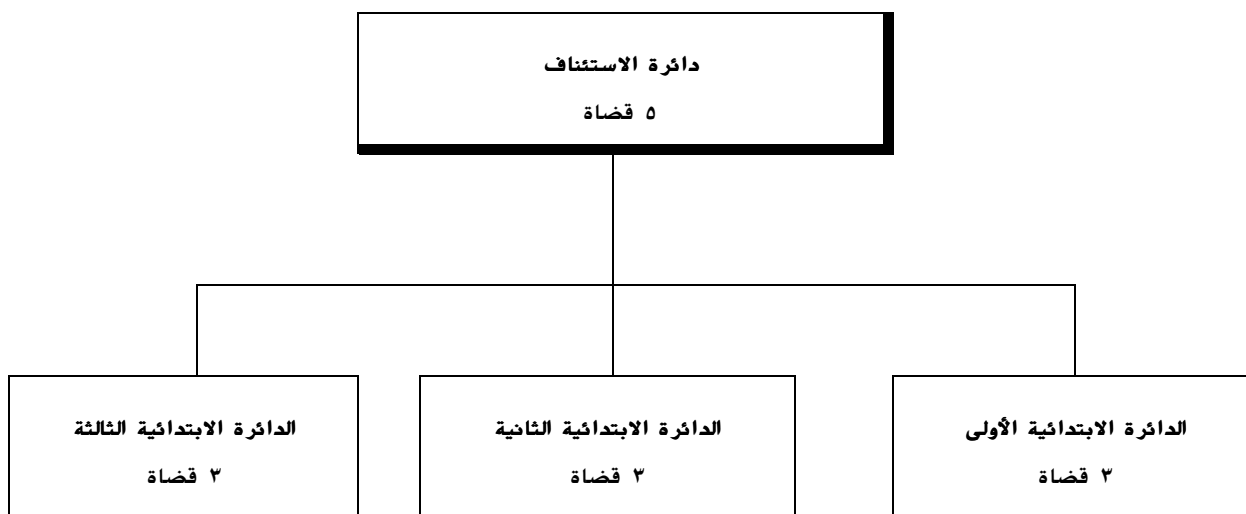 دائرة الاستئناف
٥ قضاة
الدائرة الابتدائية الأولى
٣ قضاة
الدائرة الابتدائية الثانية
٣ قضاة
الدائرة الابتدائية الثالثة
٣ قضاة